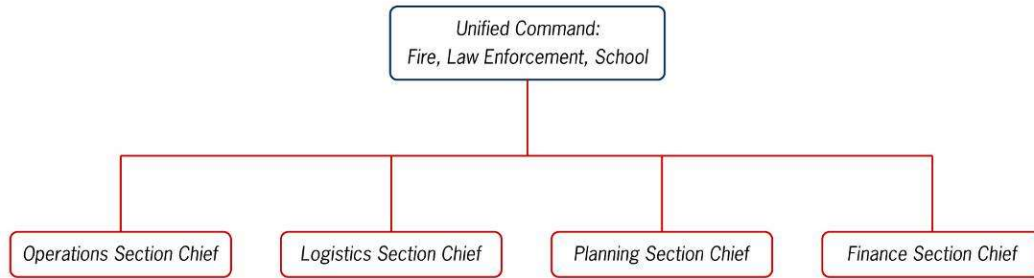 Unified Command:
Fire, Law Enforcement, School
Operations Section Chief
Logistics Section Chief
Planning Section Chief
Finance Section Chief